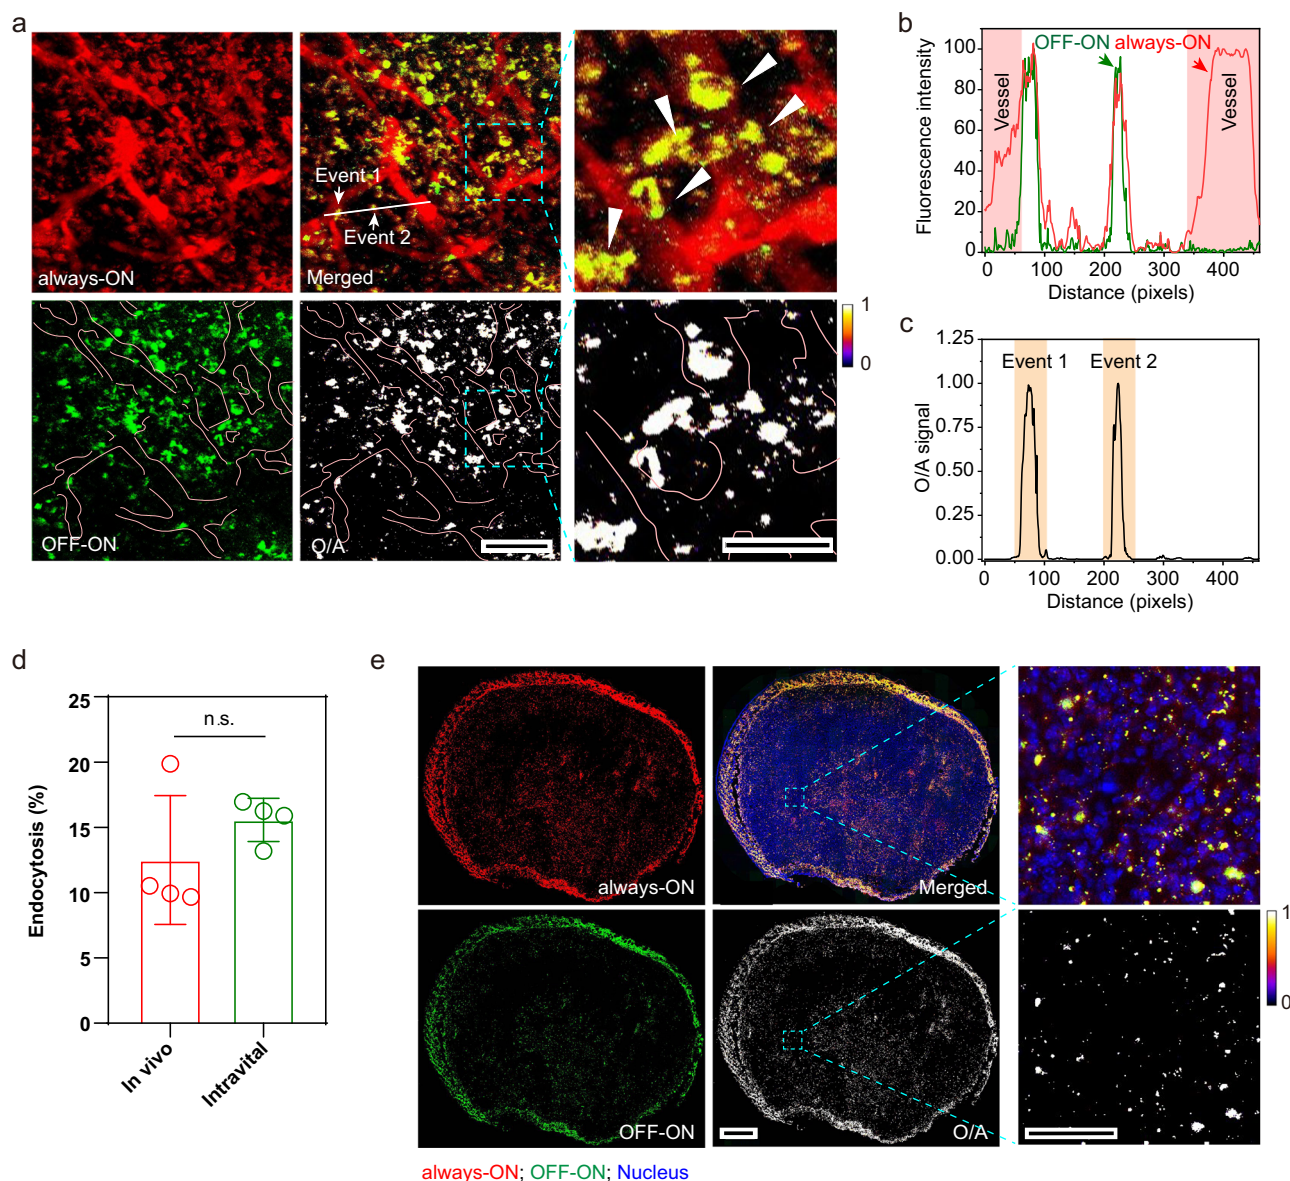 a
always-ON
Event 1
Event 2
Merged
OFF-ON
O/A
1
0
b
Fluorescence intensity
100
80
60
40
20
0
Vessel
OFF-ON
always-ON
Vessel
0
100
200
300
400
Distance (pixels)
c
O/A signal
1.25
1.00
0.75
0.50
0.25
0.00
Event 1
Event 2
0
100
200
300
400
Distance (pixels)
d
Endocytosis (%)
25
20
15
10
5
0
n.s.
In vivo
Intravital
e
always-ON
Merged
OFF-ON
O/A
1
0
always-ON; OFF-ON; Nucleus